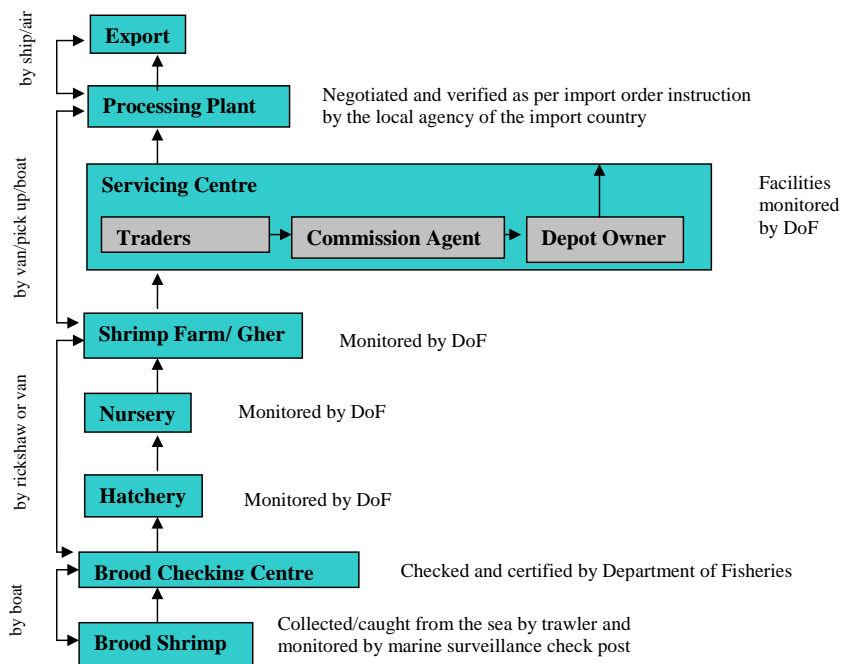 by ship/air
Export
Processing Plant
Negotiated and verified as per import order instruction
by the local agency of the import country
by van/pick up/boat
Servicing Centre
Traders
Commission Agent
Depot Owner
Facilities
monitored
by DoF
Shrimp Farm/ Gher
Monitored by DoF
by rickshaw or van
Nursery
Monitored by DoF
Hatchery
Monitored by DoF
Brood Checking Centre
Checked and certified by Department of Fisheries
by boat
Brood Shrimp
Collected/caught from the sea by trawler and
monitored by marine surveillance check post